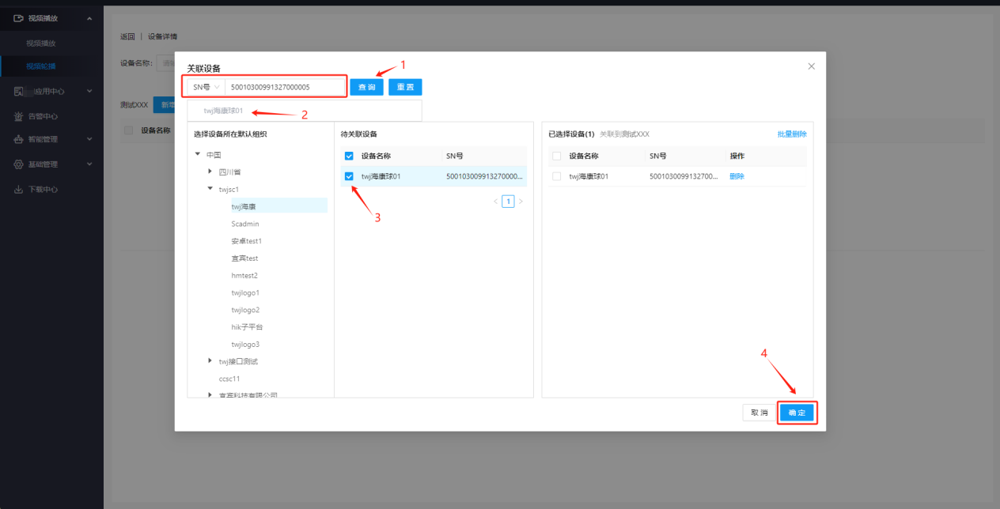 视频播放
视频播放
视频轮播
应用中心
告警中心
智能管理
基础管理
下载中心
返回 | 设备详情
设备名称：
测试XXX 新增
设备名称
关联设备
SN号 50010300991327000005 查询 重置
1
twj海康球01
2
选择设备所在默认组织
中国
四川省
twjsc1
twj海康
Scadmin
安卓test1
宜宾test
hmtest2
twjlogo1
twjlogo2
hik子平台
twjlogo3
twj接口测试
ccsc11
宜宾科技有限公司
待关联设备
设备名称 SN号
twj海康球01 500103009913270000...
1
3
已选择设备(1) 关联到测试XXX 批量删除
设备名称 SN号 操作
twj海康球01 5001030099132700... 删除
4
取消 确定